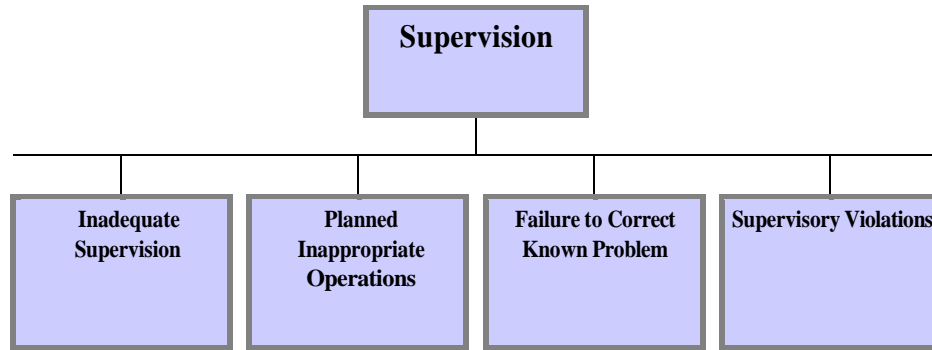 Supervision
Inadequate
Supervision
Planned
Inappropriate
Operations
Failure to Correct
Known Problem
Supervisory Violations